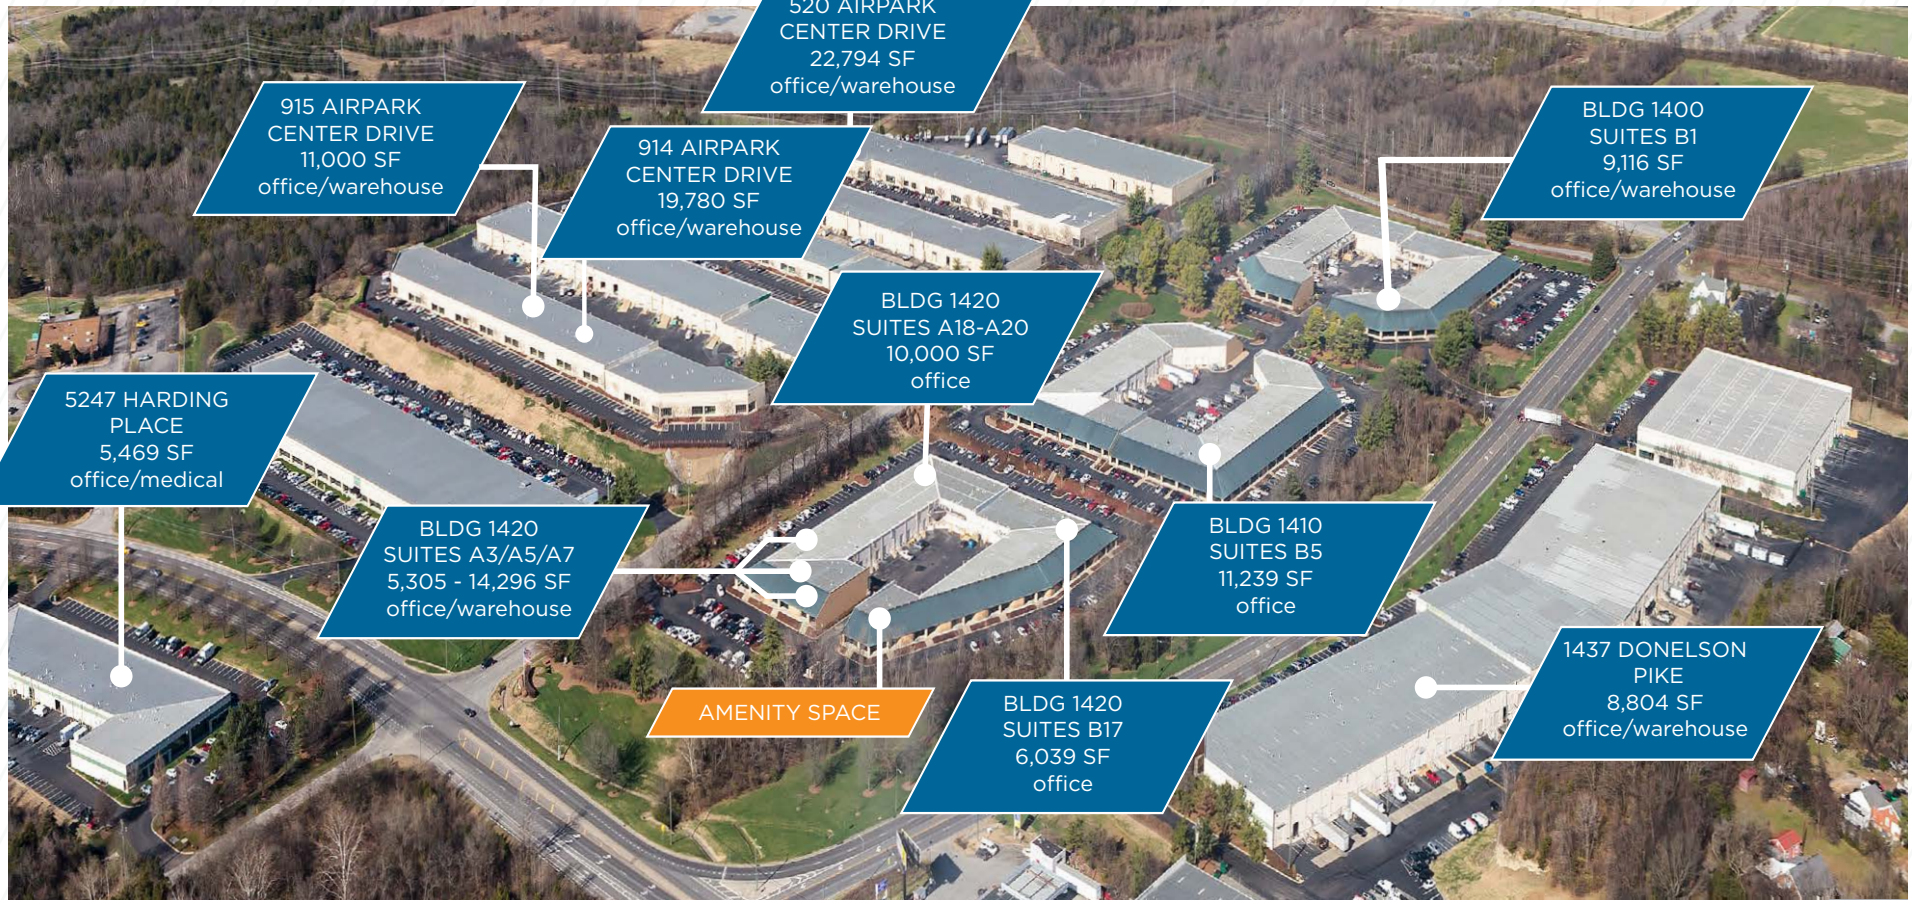 520 AIRPARK
CENTER DRIVE
22,794 SF
office/warehouse
915 AIRPARK
CENTER DRIVE
11,000 SF
office/warehouse
914 AIRPARK
CENTER DRIVE
19,780 SF
office/warehouse
BLDG 1400
SUITES B1
9,116 SF
office/warehouse
BLDG 1420
SUITES A18-A20
10,000 SF
office
5247 HARDING
PLACE
5,469 SF
office/medical
BLDG 1420
SUITES A3/A5/A7
5,305 - 14,296 SF
office/warehouse
BLDG 1410
SUITES B5
11,239 SF
office
1437 DONELSON
PIKE
8,804 SF
office/warehouse
AMENITY SPACE
BLDG 1420
SUITES B17
6,039 SF
office